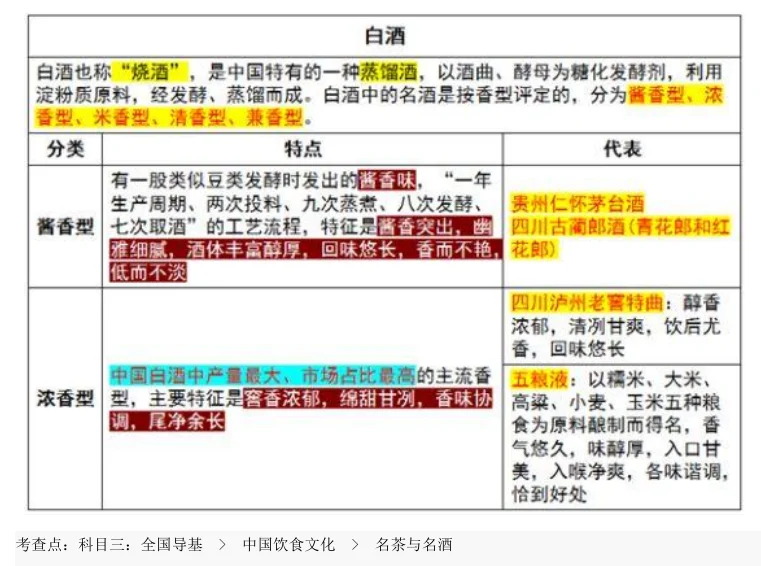 白酒
白酒也称“烧酒”，是中国特有的一种蒸馏酒，以酒曲、酵母为糖化发酵剂，利用
淀粉质原料，经发酵、蒸馏而成。白酒中的名酒是按香型评定的，分为酱香型、浓
香型、米香型、清香型、兼香型。
分类 特点 代表
酱香型
有一股类似豆类发酵时发出的酱香味，“一年
生产周期、两次投料、九次蒸煮、八次发酵、
七次取酒”的工艺流程，特征是酱香突出，幽
雅细腻，酒体丰富醇厚，回味悠长，香而不艳，
低而不淡
贵州仁怀茅台酒
四川古蔺郎酒(青花郎和红
花郎)
浓香型
中国白酒中产量最大、市场占比最高的主流香
型，主要特征是窖香浓郁，绵甜甘冽，香味协
调，尾净余长
四川泸州老窖特曲：醇香
浓郁，清冽甘爽，饮后尤
香，回味悠长
五粮液：以糯米、大米、
高粱、小麦、玉米五种粮
食为原料酿制而得名，香
气悠久，味醇厚，入口甘
美，入喉净爽，各味谐调，
恰到好处
考查点：科目三：全国导基 > 中国饮食文化 > 名茶与名酒